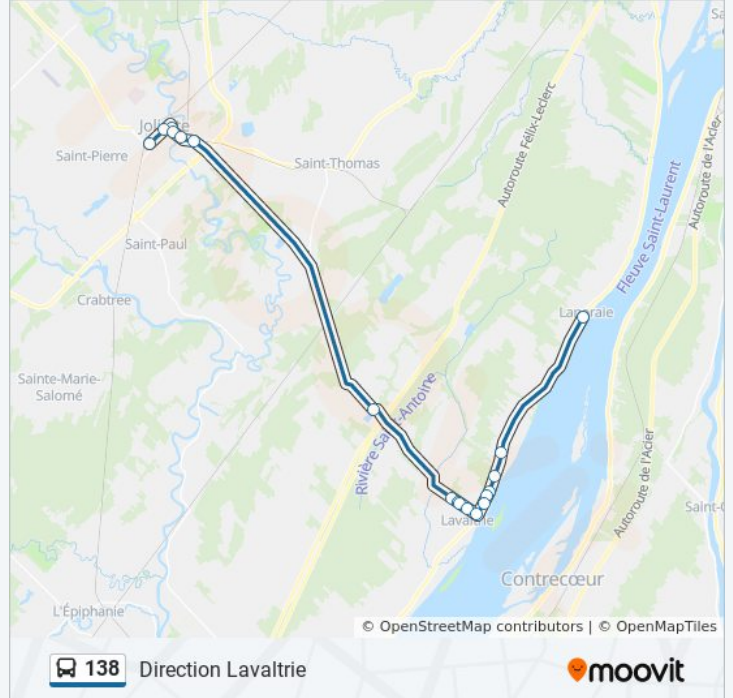 Joliette
Saint-Pierre
Saint-Thomas
Autoroute Félix-Leclerc
Fleuve Saint-Laurent
Autoroute de l'Acier
Saint-Paul
Crabtree
Lanoraie
Sainte-Marie-
Salomé
Rivière Saint-Antoine
Autoroute de l'Acier
Lavaltrie
Contrecœur
L'Épiphanie
© OpenStreetMap contributors | © OpenMapTiles
138 Direction Lavaltrie
moovit